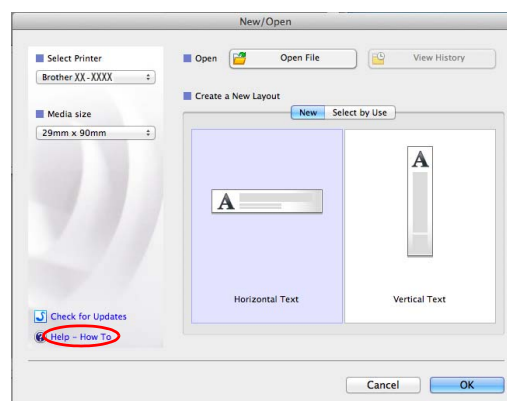 New/Open
Select Printer
Brother XX-XXXX
Media size
29mm x 90mm
Check for Updates
Help – How To
Open
Open File
View History
Create a New Layout
New
Select by Use
A
Horizontal Text
A
Vertical Text
Cancel
OK